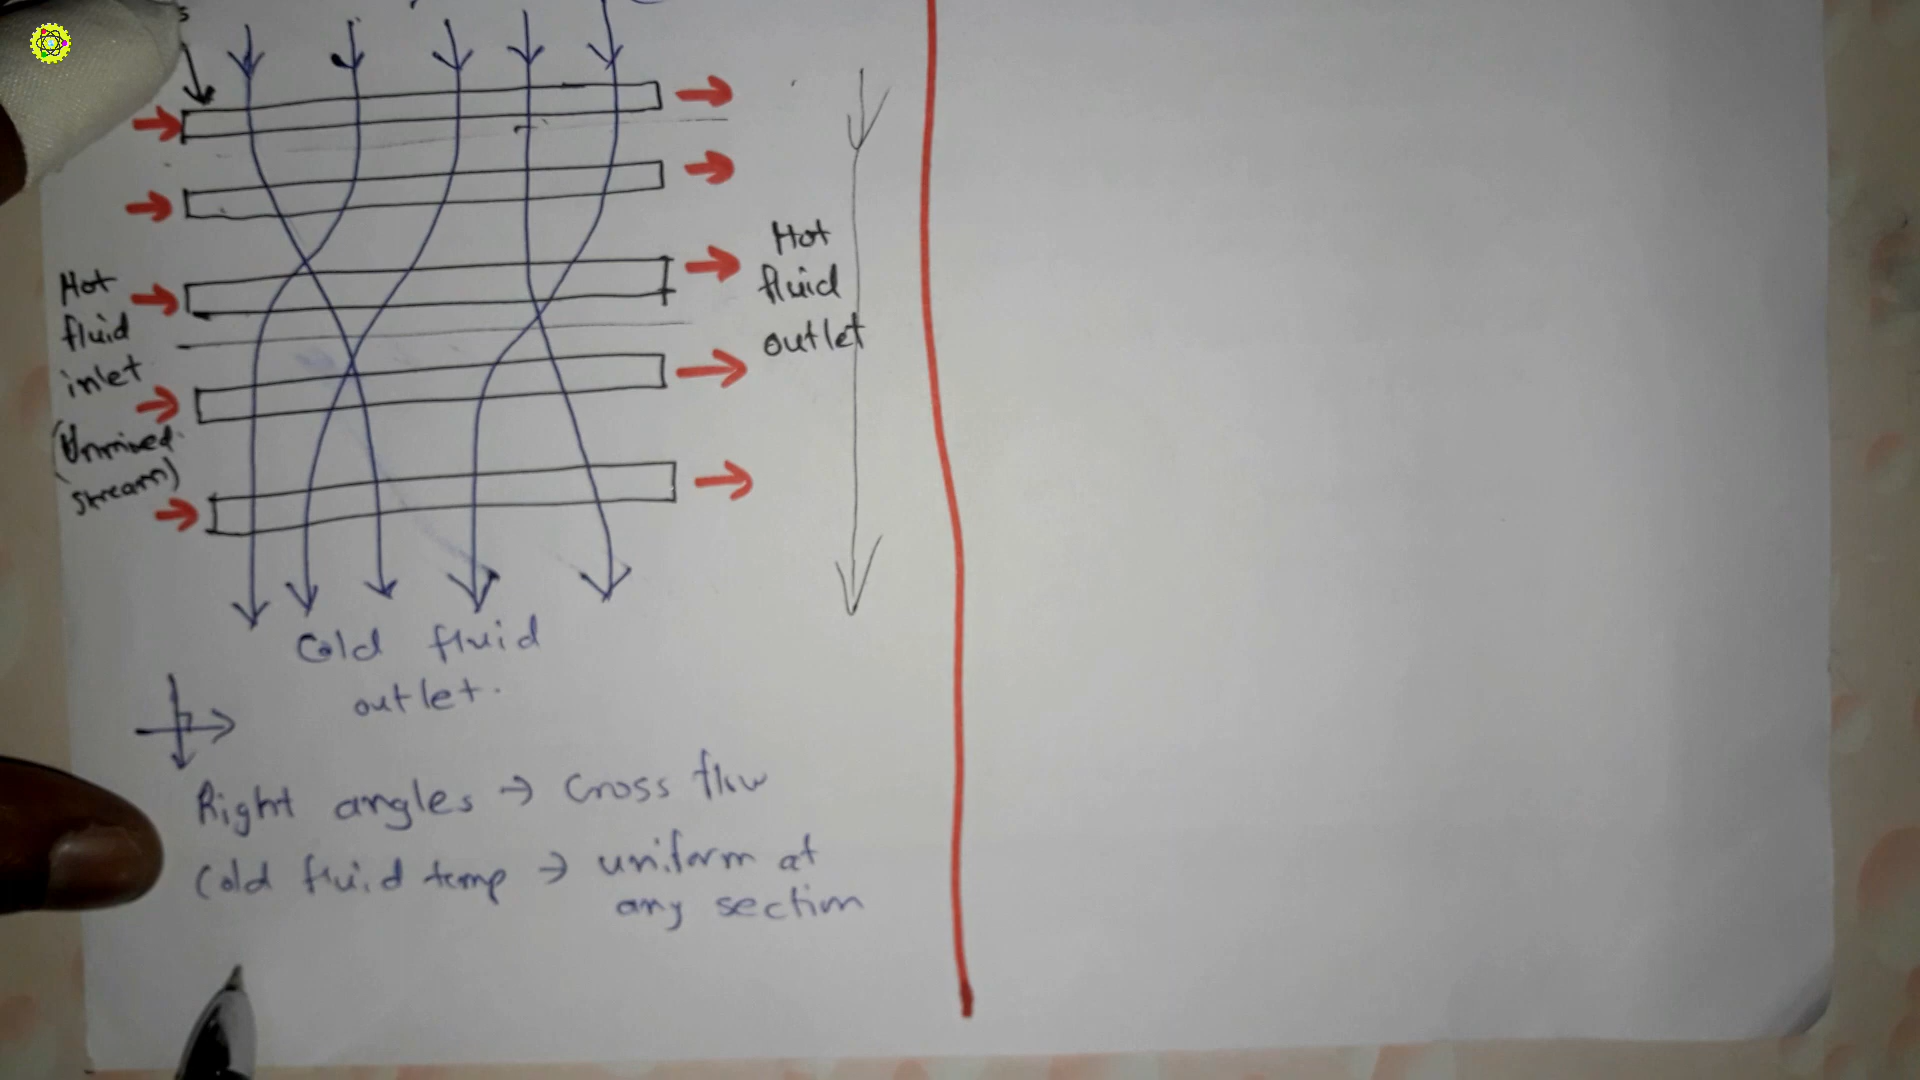 s
Hot
fluid
inlet
(Unmixed
stream)
Hot
fluid
outlet
Cold fluid
outlet.
Right angles → Cross flow
Cold fluid temp → uniform at
any section